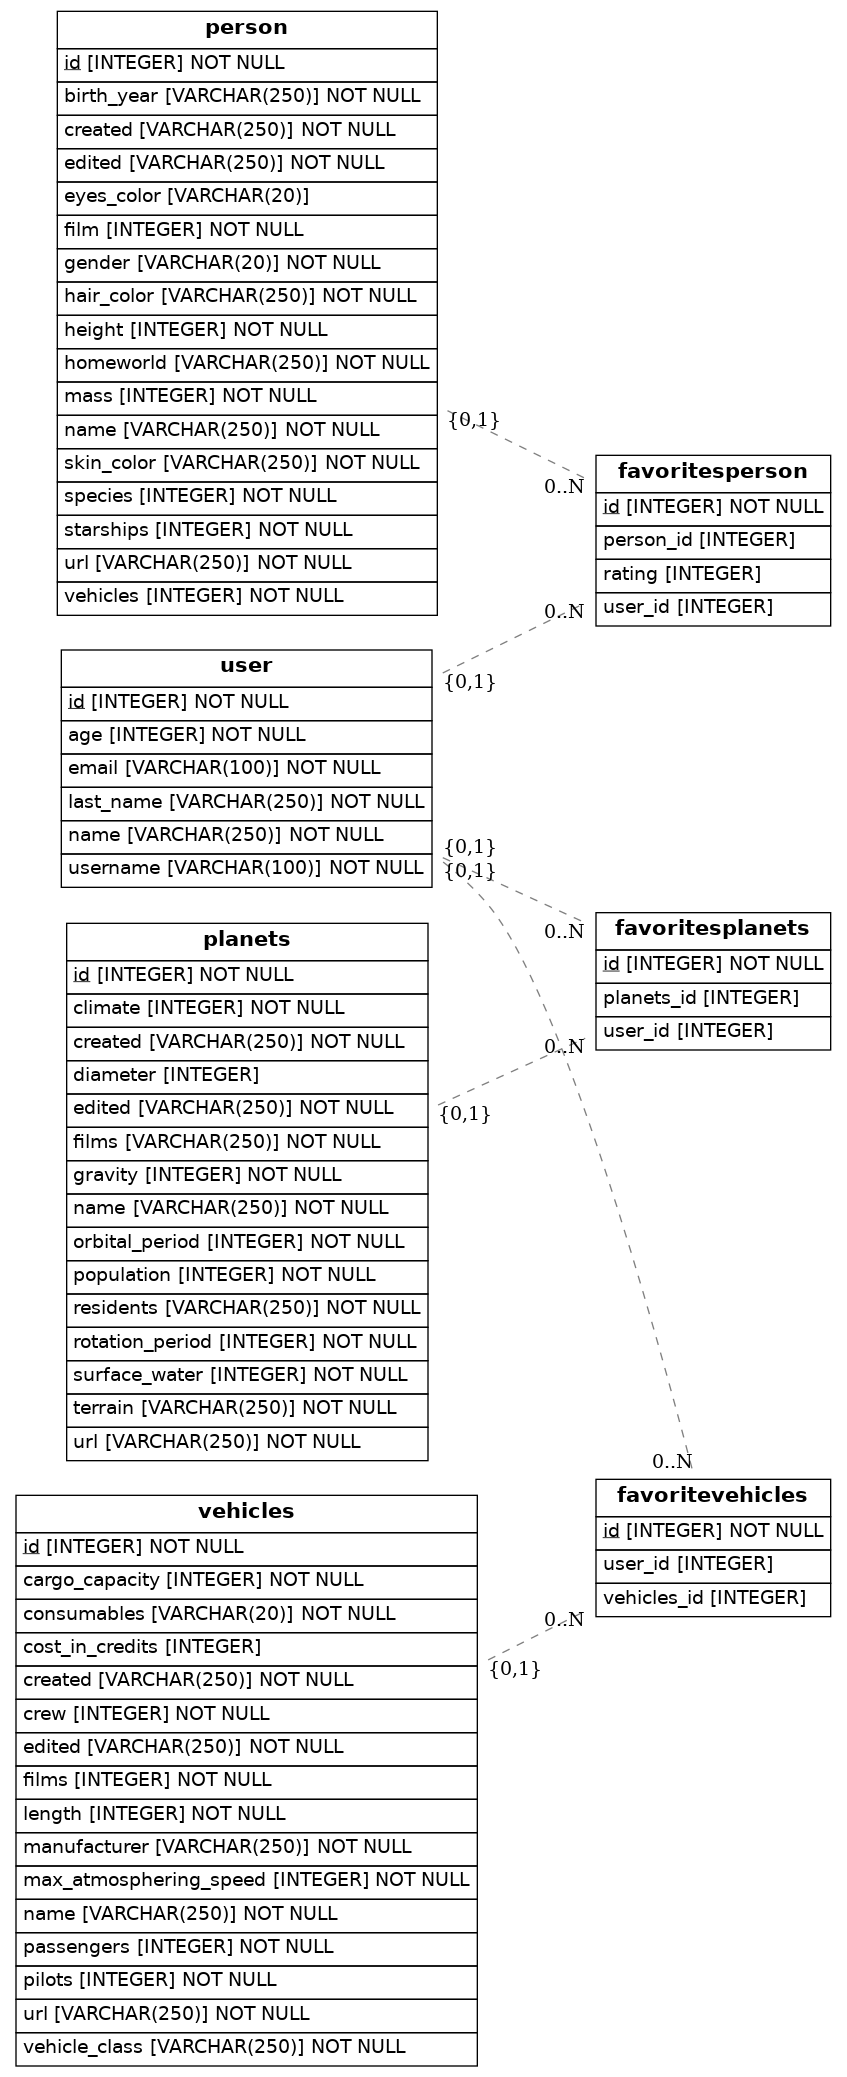 person
id [INTEGER] NOT NULL
birth_year [VARCHAR(250)] NOT NULL
created [VARCHAR(250)] NOT NULL
edited [VARCHAR(250)] NOT NULL
eyes_color [VARCHAR(20)]
film [INTEGER] NOT NULL
gender [VARCHAR(20)] NOT NULL
hair_color [VARCHAR(250)] NOT NULL
height [INTEGER] NOT NULL
homeworld [VARCHAR(250)] NOT NULL
mass [INTEGER] NOT NULL
name [VARCHAR(250)] NOT NULL
skin_color [VARCHAR(250)] NOT NULL
species [INTEGER] NOT NULL
starships [INTEGER] NOT NULL
url [VARCHAR(250)] NOT NULL
vehicles [INTEGER] NOT NULL
{0,1}
0..N
favoritesperson
id [INTEGER] NOT NULL
person_id [INTEGER]
rating [INTEGER]
user_id [INTEGER]
0..N
{0,1}
user
id [INTEGER] NOT NULL
age [INTEGER] NOT NULL
email [VARCHAR(100)] NOT NULL
last_name [VARCHAR(250)] NOT NULL
name [VARCHAR(250)] NOT NULL
username [VARCHAR(100)] NOT NULL
{0,1}
{0,1}
0..N
favoritesplanets
id [INTEGER] NOT NULL
planets_id [INTEGER]
user_id [INTEGER]
0..N
{0,1}
planets
id [INTEGER] NOT NULL
climate [INTEGER] NOT NULL
created [VARCHAR(250)] NOT NULL
diameter [INTEGER]
edited [VARCHAR(250)] NOT NULL
films [VARCHAR(250)] NOT NULL
gravity [INTEGER] NOT NULL
name [VARCHAR(250)] NOT NULL
orbital_period [INTEGER] NOT NULL
population [INTEGER] NOT NULL
residents [VARCHAR(250)] NOT NULL
rotation_period [INTEGER] NOT NULL
surface_water [INTEGER] NOT NULL
terrain [VARCHAR(250)] NOT NULL
url [VARCHAR(250)] NOT NULL
0..N
favoritevehicles
id [INTEGER] NOT NULL
user_id [INTEGER]
vehicles_id [INTEGER]
0..N
{0,1}
vehicles
id [INTEGER] NOT NULL
cargo_capacity [INTEGER] NOT NULL
consumables [VARCHAR(20)] NOT NULL
cost_in_credits [INTEGER]
created [VARCHAR(250)] NOT NULL
crew [INTEGER] NOT NULL
edited [VARCHAR(250)] NOT NULL
films [INTEGER] NOT NULL
length [INTEGER] NOT NULL
manufacturer [VARCHAR(250)] NOT NULL
max_atmosphering_speed [INTEGER] NOT NULL
name [VARCHAR(250)] NOT NULL
passengers [INTEGER] NOT NULL
pilots [INTEGER] NOT NULL
url [VARCHAR(250)] NOT NULL
vehicle_class [VARCHAR(250)] NOT NULL